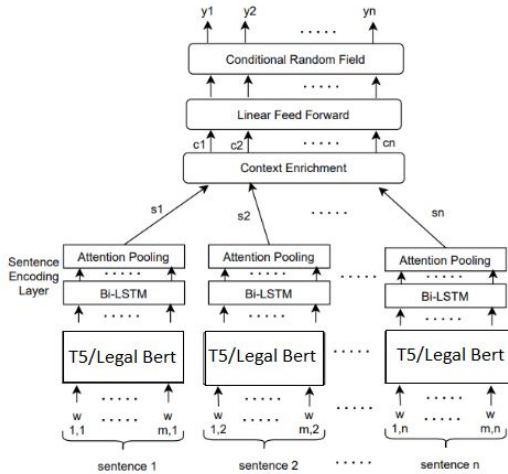 y1 y2 ..... yn
Conditional Random Field
.....
Linear Feed Forward
c1 c2 ..... cn
Context Enrichment
s1 s2 ..... sn
Sentence
Encoding
Layer
Attention Pooling Attention Pooling ..... Attention Pooling
..... ..... .....
Bi-LSTM Bi-LSTM ..... Bi-LSTM
..... ..... .....
T5/Legal Bert T5/Legal Bert ..... T5/Legal Bert
..... ..... .....
w w w w w w
1,1 m,1 1,2 m,2 ..... 1,n m,n
sentence 1 sentence 2 ..... sentence n